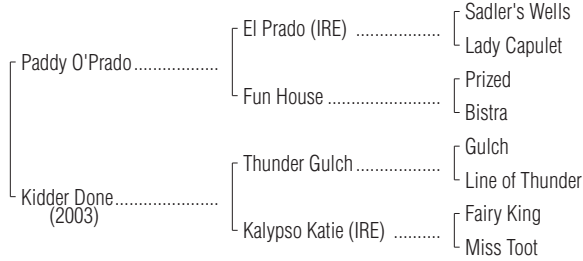 Sadler's Wells
El Prado (IRE) ..................
Lady Capulet
Paddy O'Prado..................
Prized
Fun House ........................
Bistra
Gulch
Thunder Gulch..................
Line of Thunder
Kidder Done......................
(2003)
Fairy King
Kalypso Katie (IRE) ..........
Miss Toot